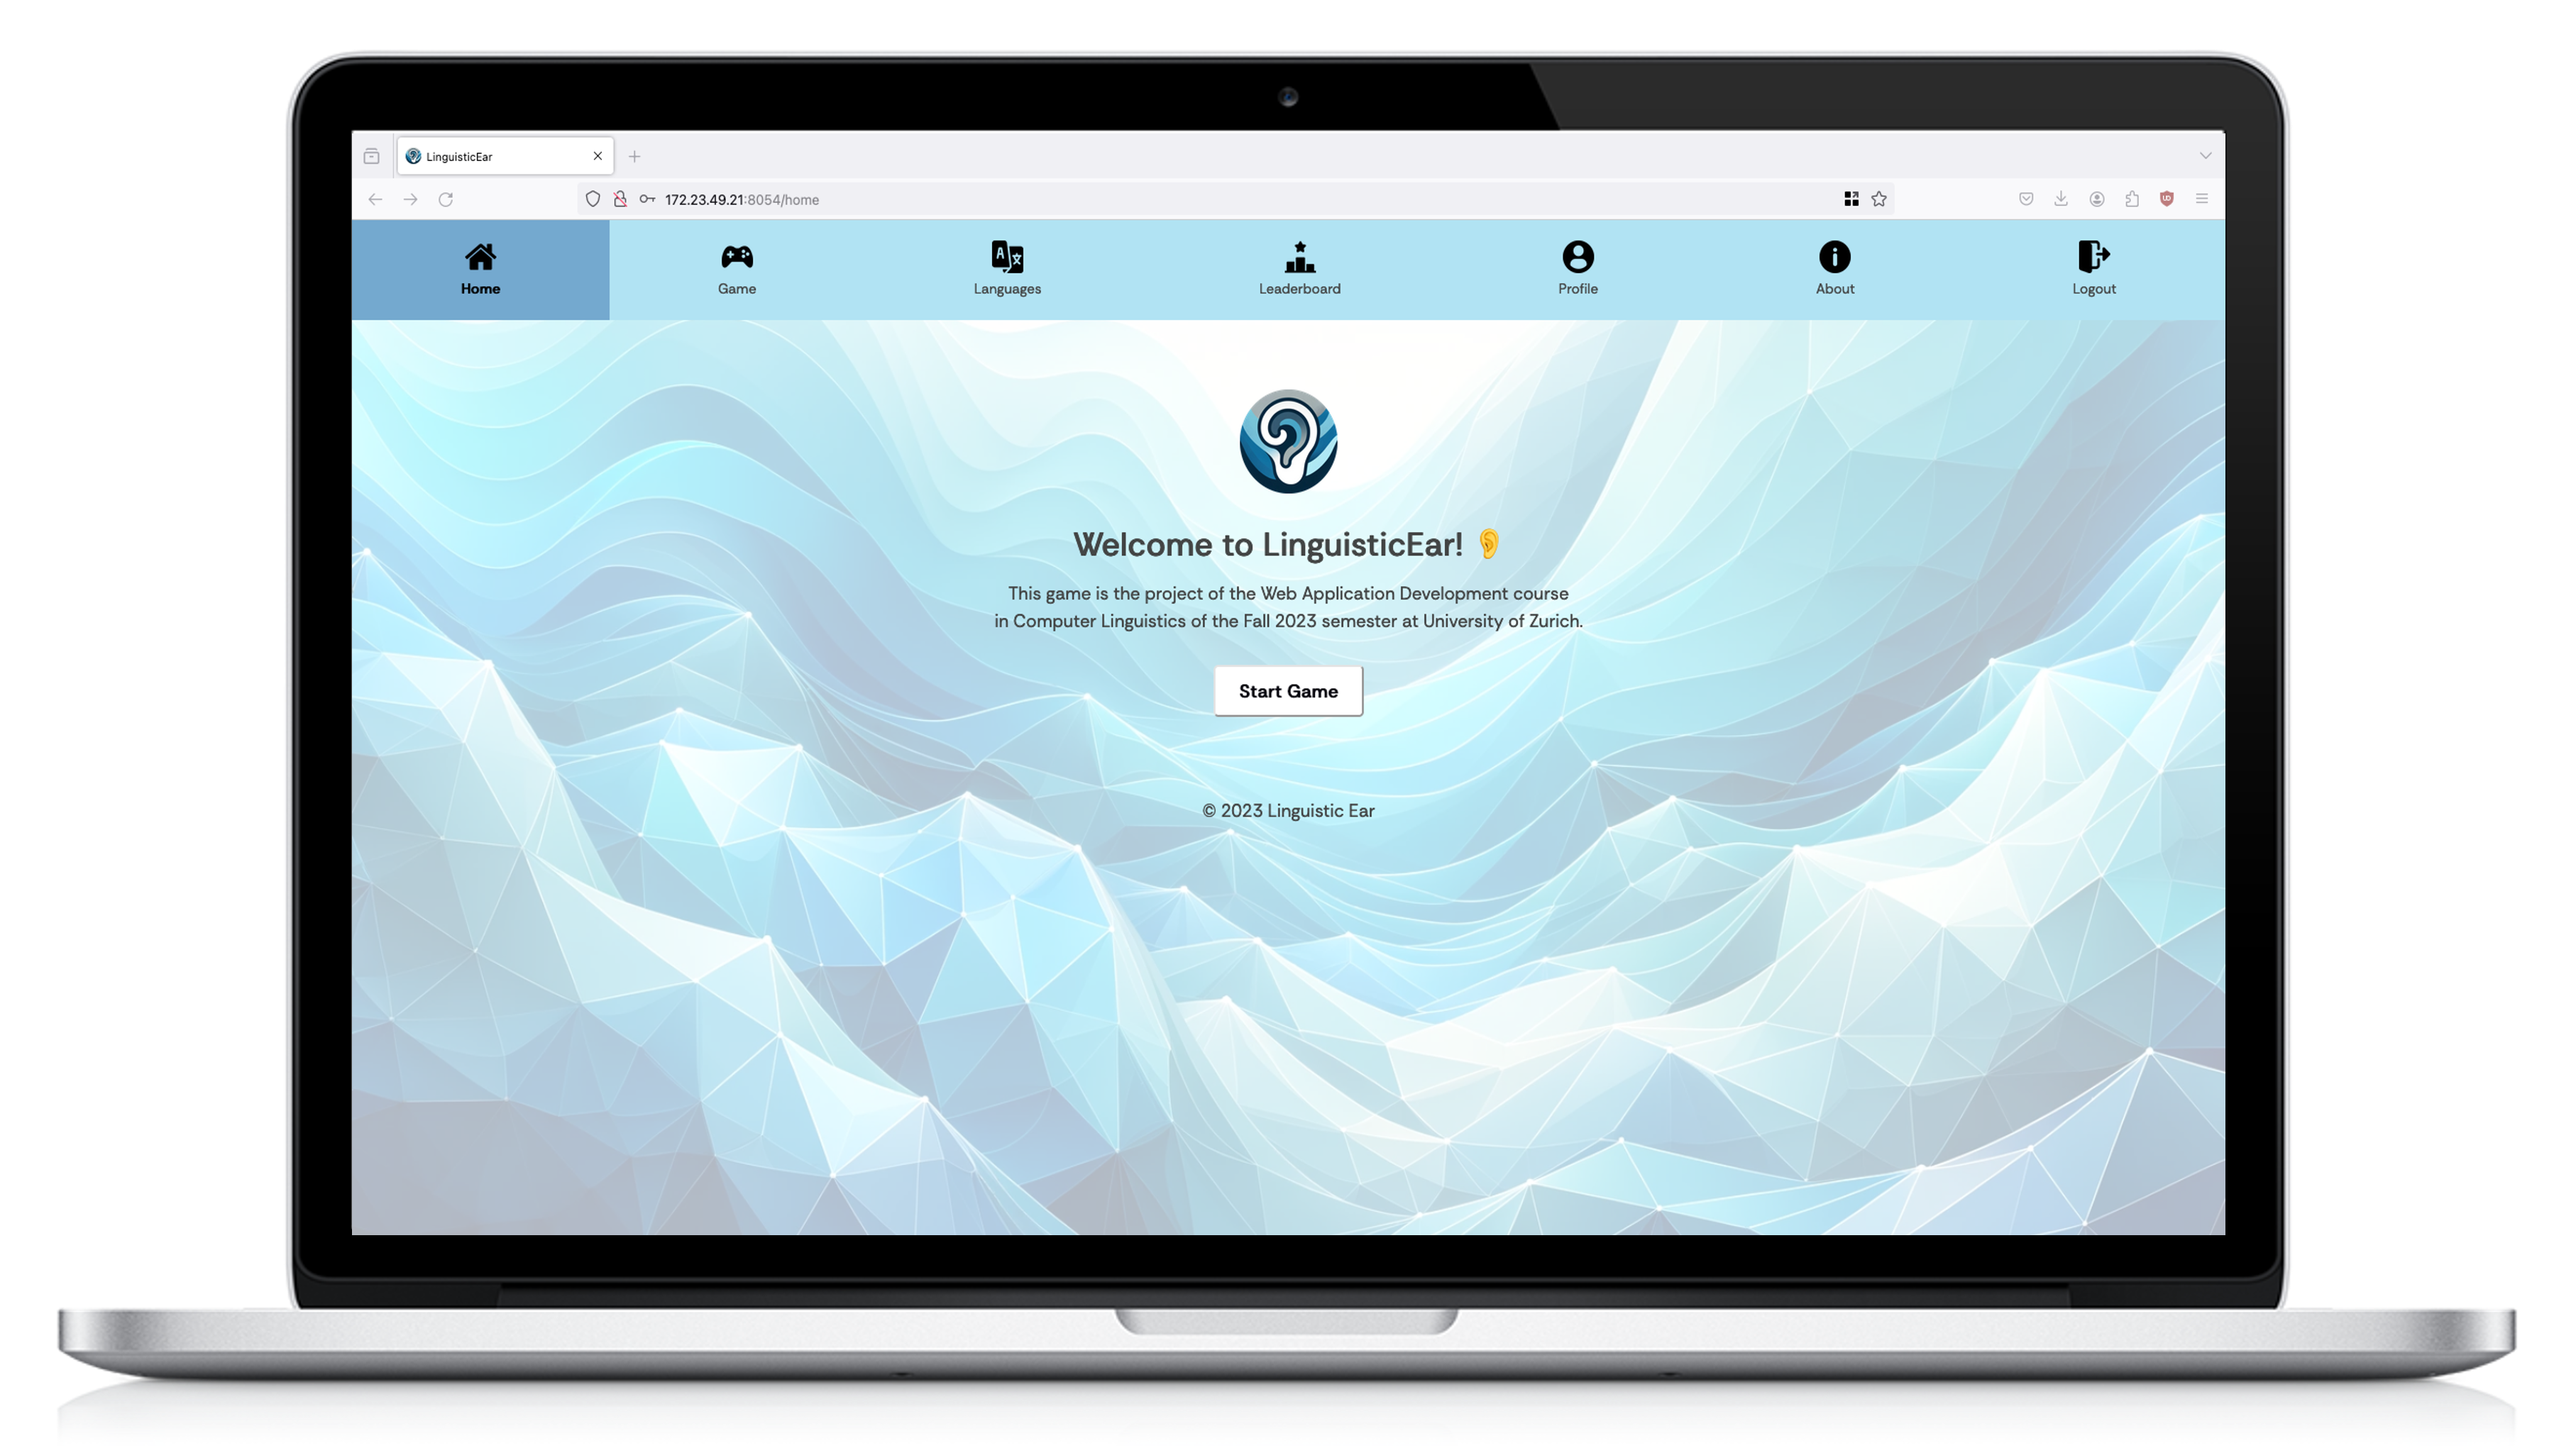 LinguisticEar
172.23.49.21:8054/home
Home
Game
Languages
Leaderboard
Profile
About
Logout
Welcome to LinguisticEar! 👂
This game is the project of the Web Application Development course
in Computer Linguistics of the Fall 2023 semester at University of Zurich.
Start Game
© 2023 Linguistic Ear